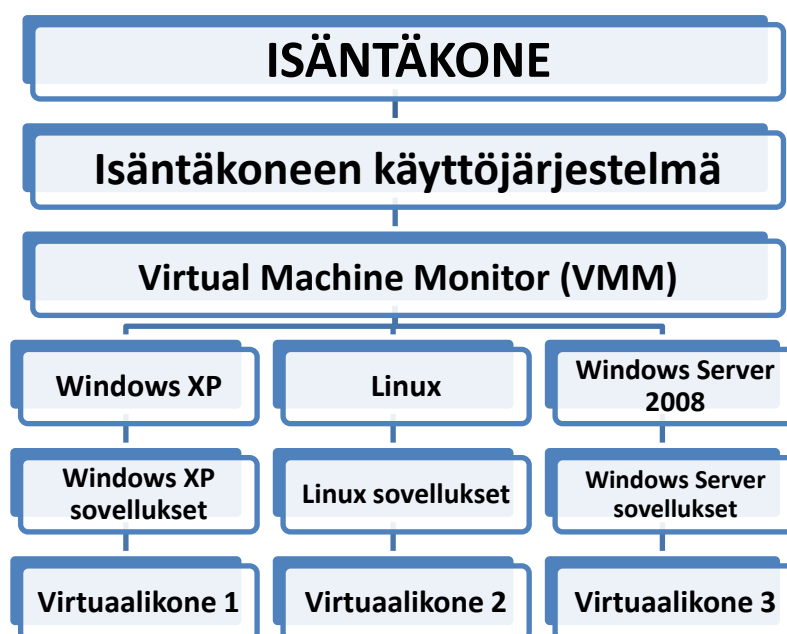 ISÄNTÄKONE
Isäntäkoneen käyttöjärjestelmä
Virtual Machine Monitor (VMM)
Windows XP
Linux
Windows Server
2008
Windows XP
sovellukset
Linux sovellukset
Windows Server
sovellukset
Virtuaalikone 1
Virtuaalikone 2
Virtuaalikone 3